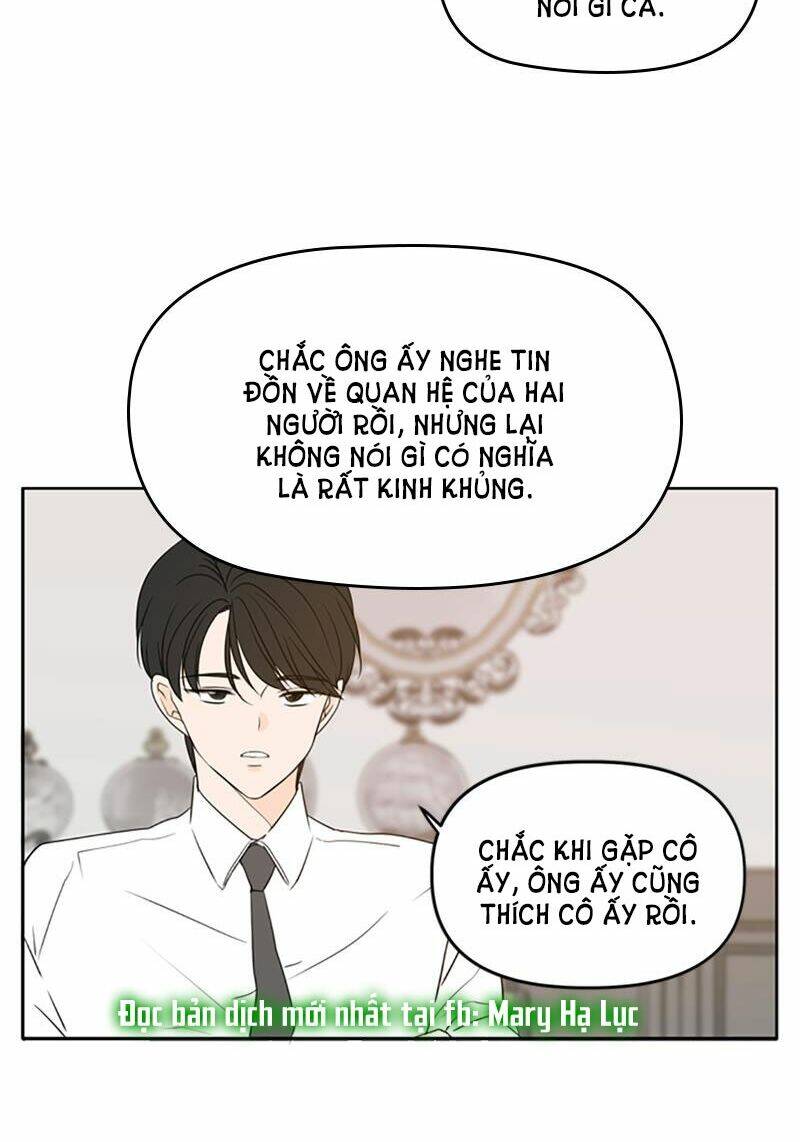 NÓI GÌ CẢ.
CHẮC ÔNG ẤY NGHE TIN
ĐỒN VỀ QUAN HỆ CỦA HAI
NGƯỜI RỒI, NHƯNG LẠI
KHÔNG NÓI GÌ CÓ NGHĨA
LÀ RẤT KINH KHỦNG.
CHẮC KHI GẶP CÔ
ẤY, ÔNG ẤY CŨNG
THÍCH CÔ ẤY RỒI.
Đọc bản dịch mới nhất tại fb: Mary Hạ Lục